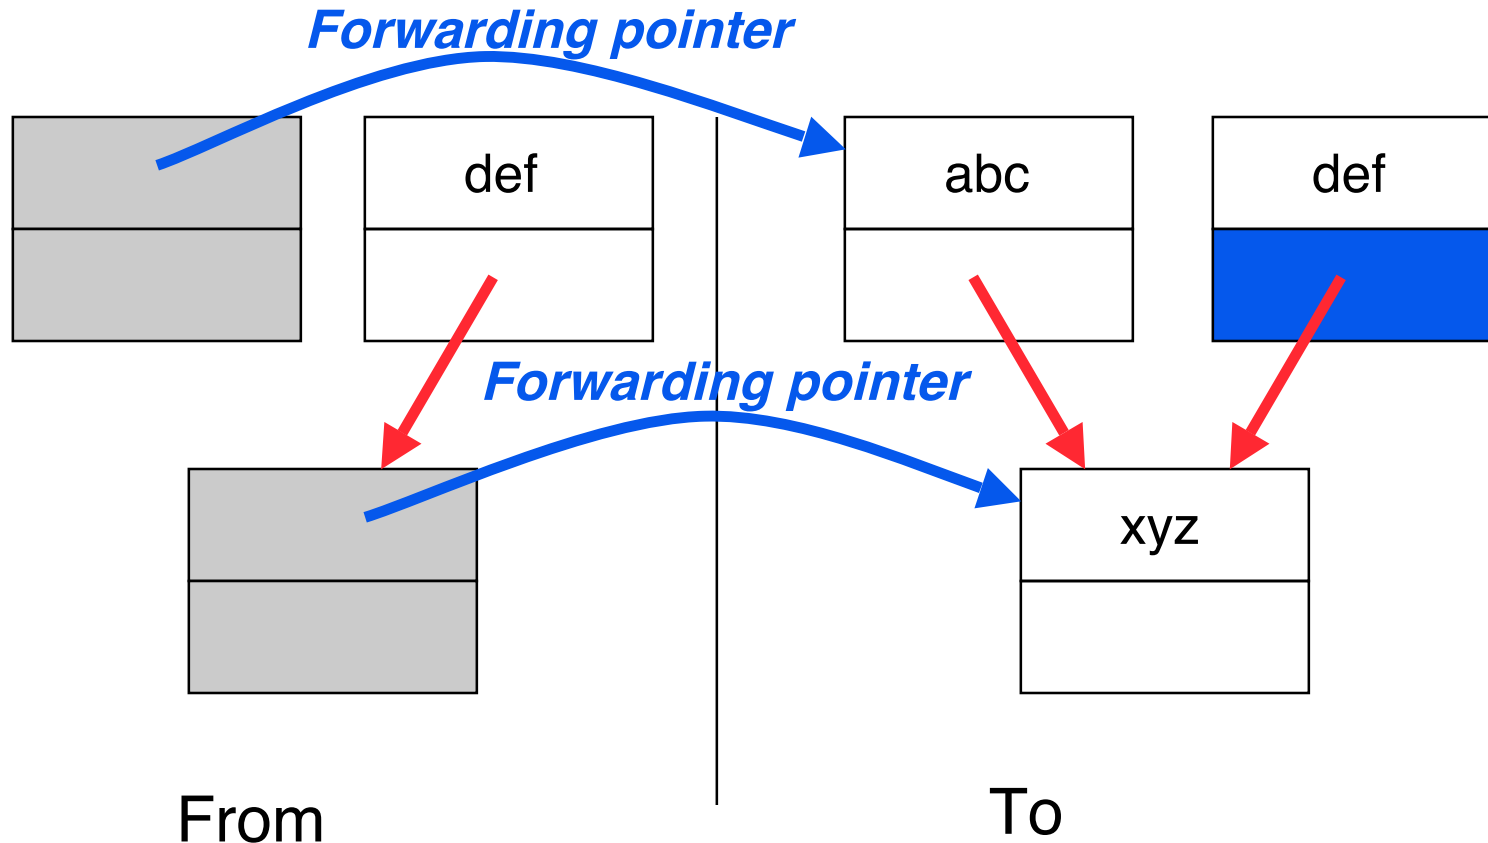 Forwarding pointer
def
abc
def
Forwarding pointer
xyz
From
To